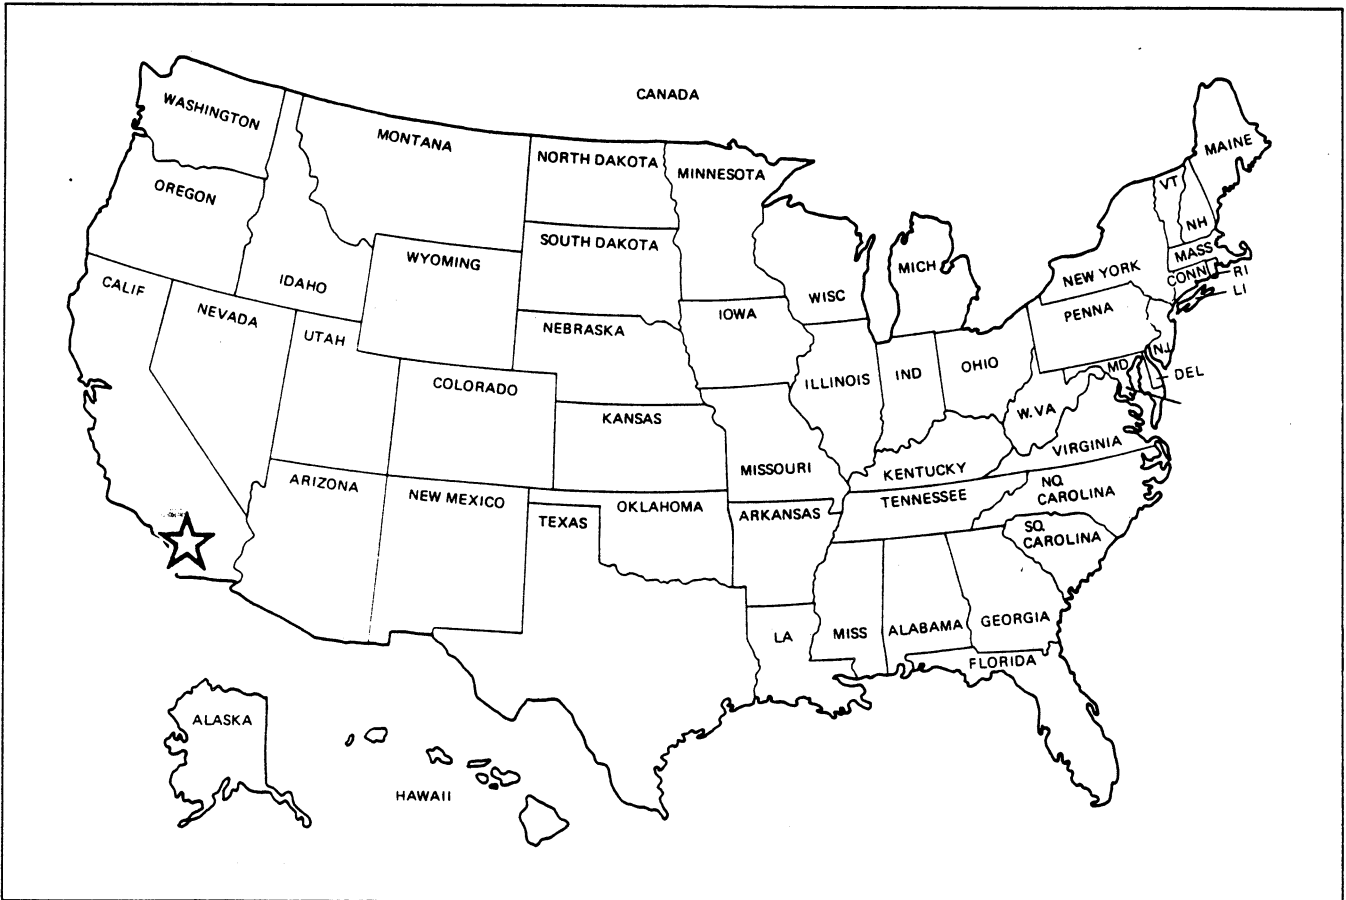 CANADA
WASHINGTON
MONTANA
NORTH DAKOTA
MINNESOTA
MAINE
OREGON
VT
NH
SOUTH DAKOTA
WYOMING
MICH
MASS
NEW YORK
CONN
RI
LI
CALIF
IDAHO
WISC
NEVADA
IOWA
PENNA
NEBRASKA
UTAH
NJ
COLORADO
ILLINOIS
IND
OHIO
MD
DEL
KANSAS
W.VA
VIRGINIA
MISSOURI
KENTUCKY
ARIZONA
NEW MEXICO
TENNESSEE
NO.
CAROLINA
OKLAHOMA
TEXAS
ARKANSAS
SO.
CAROLINA
LA
MISS
ALABAMA
GEORGIA
FLORIDA
ALASKA
HAWAII